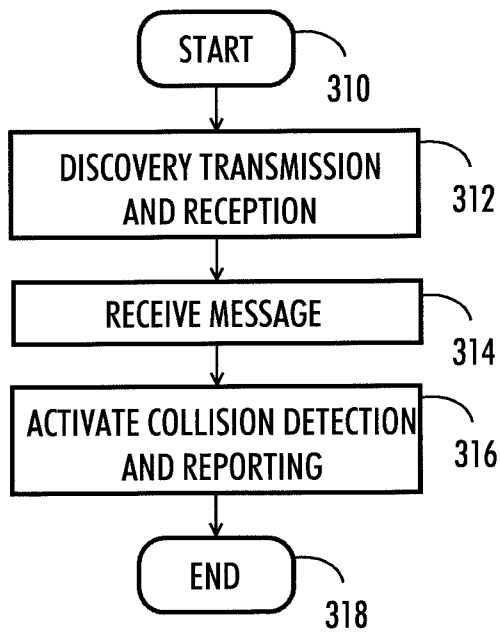 START
310
DISCOVERY TRANSMISSION
AND RECEPTION
312
RECEIVE MESSAGE
314
ACTIVATE COLLISION DETECTION
AND REPORTING
316
END
318